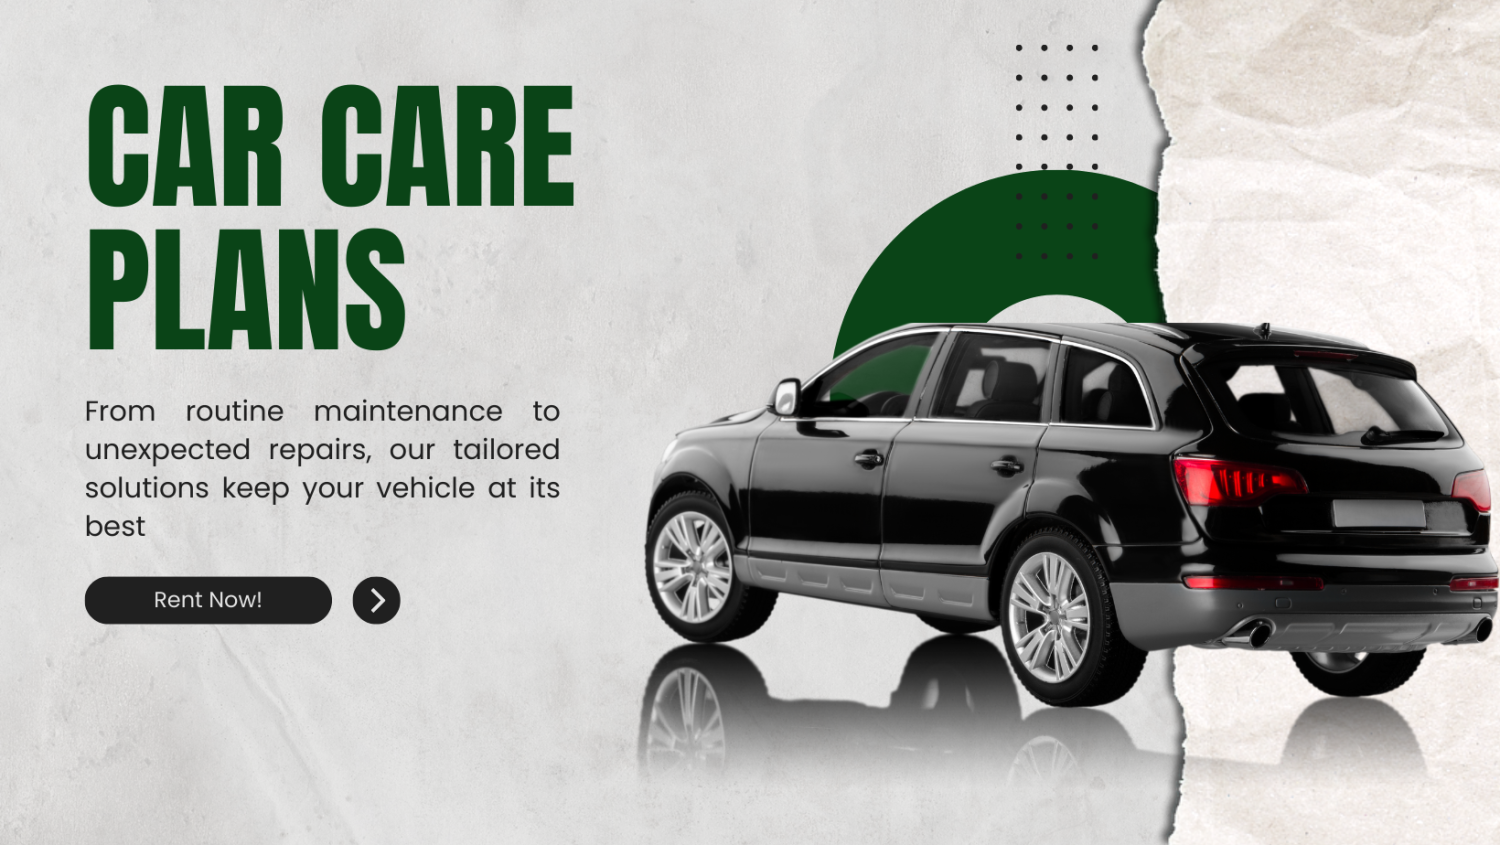 CAR CARE
PLANS
From routine maintenance to
unexpected repairs, our tailored
solutions keep your vehicle at its
best
Rent Now!